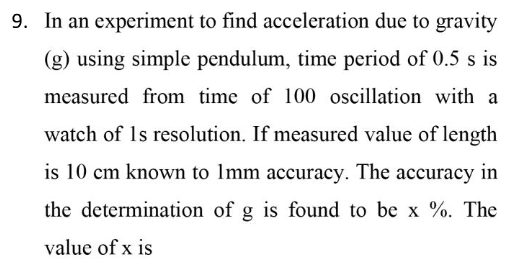 9. In an experiment to find acceleration due to gravity
(g) using simple pendulum, time period of 0.5 s is
measured from time of 100 oscillation with a
watch of 1s resolution. If measured value of length
is 10 cm known to 1mm accuracy. The accuracy in
the determination of g is found to be x %. The
value of x is